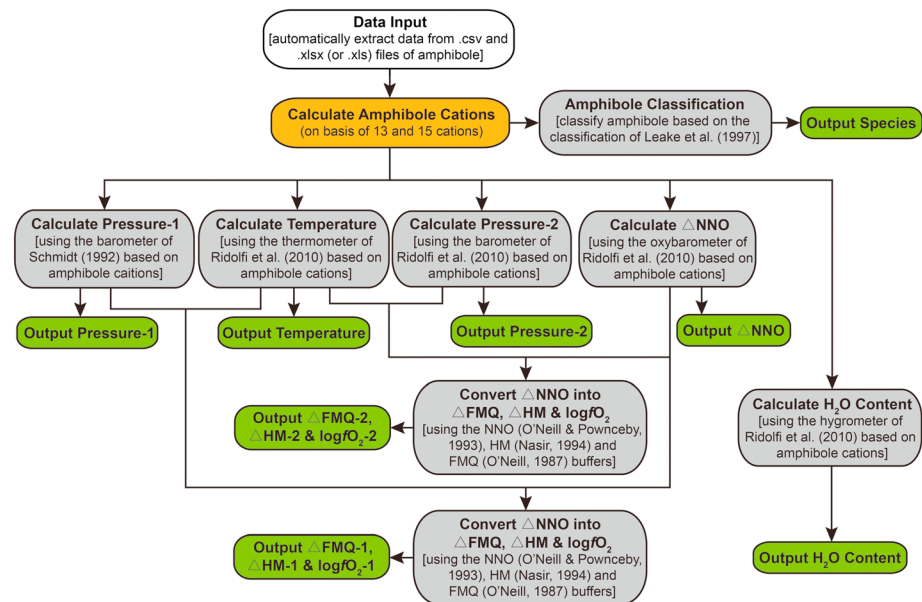 Data Input
[automatically extract data from .csv and
.xlsx (or .xls) files of amphibole]
Calculate Amphibole Cations
(on basis of 13 and 15 cations)
Amphibole Classification
[classify amphibole based on the
classification of Leake et al. (1997)]
Output Species
Calculate Pressure-1
[using the barometer of
Schmidt (1992) based on
amphibole cations]
Calculate Temperature
[using the thermometer of
Ridolfi et al. (2010) based on
amphibole cations]
Calculate Pressure-2
[using the barometer of
Ridolfi et al. (2010) based on
amphibole cations]
Calculate △NNO
[using the oxybarometer of
Ridolfi et al. (2010) based on
amphibole cations]
Output Pressure-1
Output Temperature
Output Pressure-2
Output △NNO
Convert △NNO into
△FMQ, △HM & logfO₂
[using the NNO (O'Neill & Pownceby,
1993), HM (Nasir, 1994) and
FMQ (O'Neill, 1987) buffers]
Output △FMQ-2,
△HM-2 & logfO₂-2
Calculate H₂O Content
[using the hygrometer of
Ridolfi et al. (2010) based on
amphibole cations]
Convert △NNO into
△FMQ, △HM & logfO₂
[using the NNO (O'Neill & Pownceby,
1993), HM (Nasir, 1994) and
FMQ (O'Neill, 1987) buffers]
Output △FMQ-1,
△HM-1 & logfO₂-1
Output H₂O Content